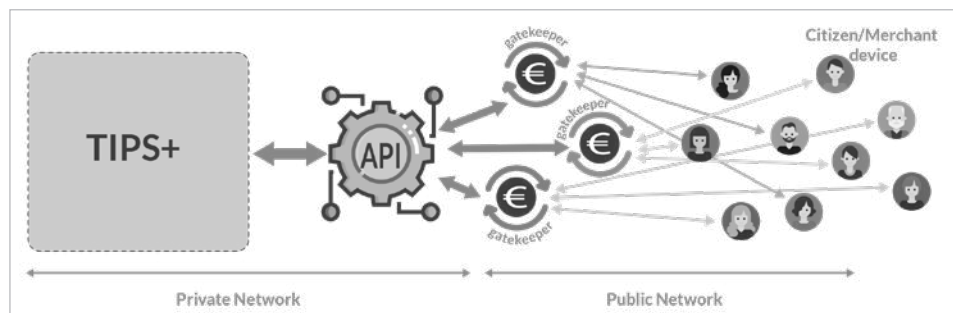 gatekeeper
Citizen/Merchant
device
€
TIPS+
API
gatekeeper
€
€
gatekeeper
Private Network
Public Network